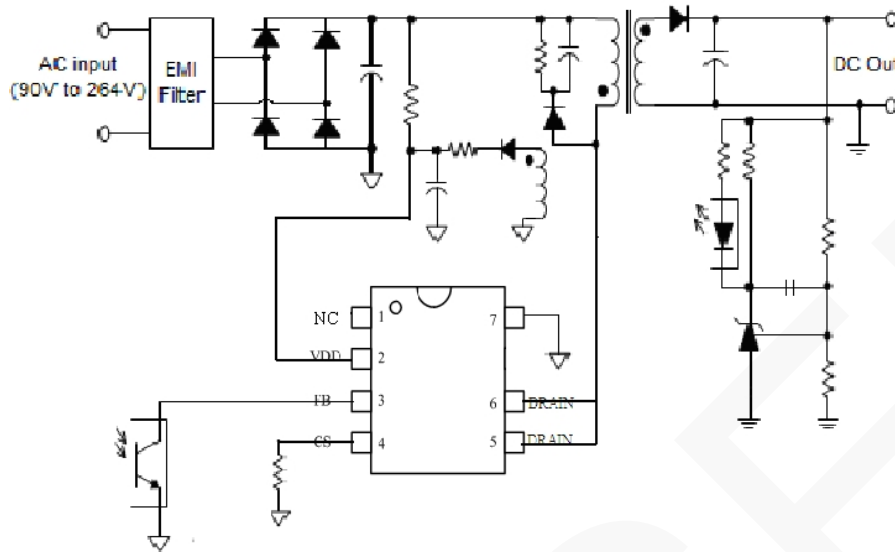 AC input
(90V to 264V)
EMI
Filter
DC Out
NC
1
7
VDD
2
FB
3
6
DRAIN
CS
4
5
DRAIN